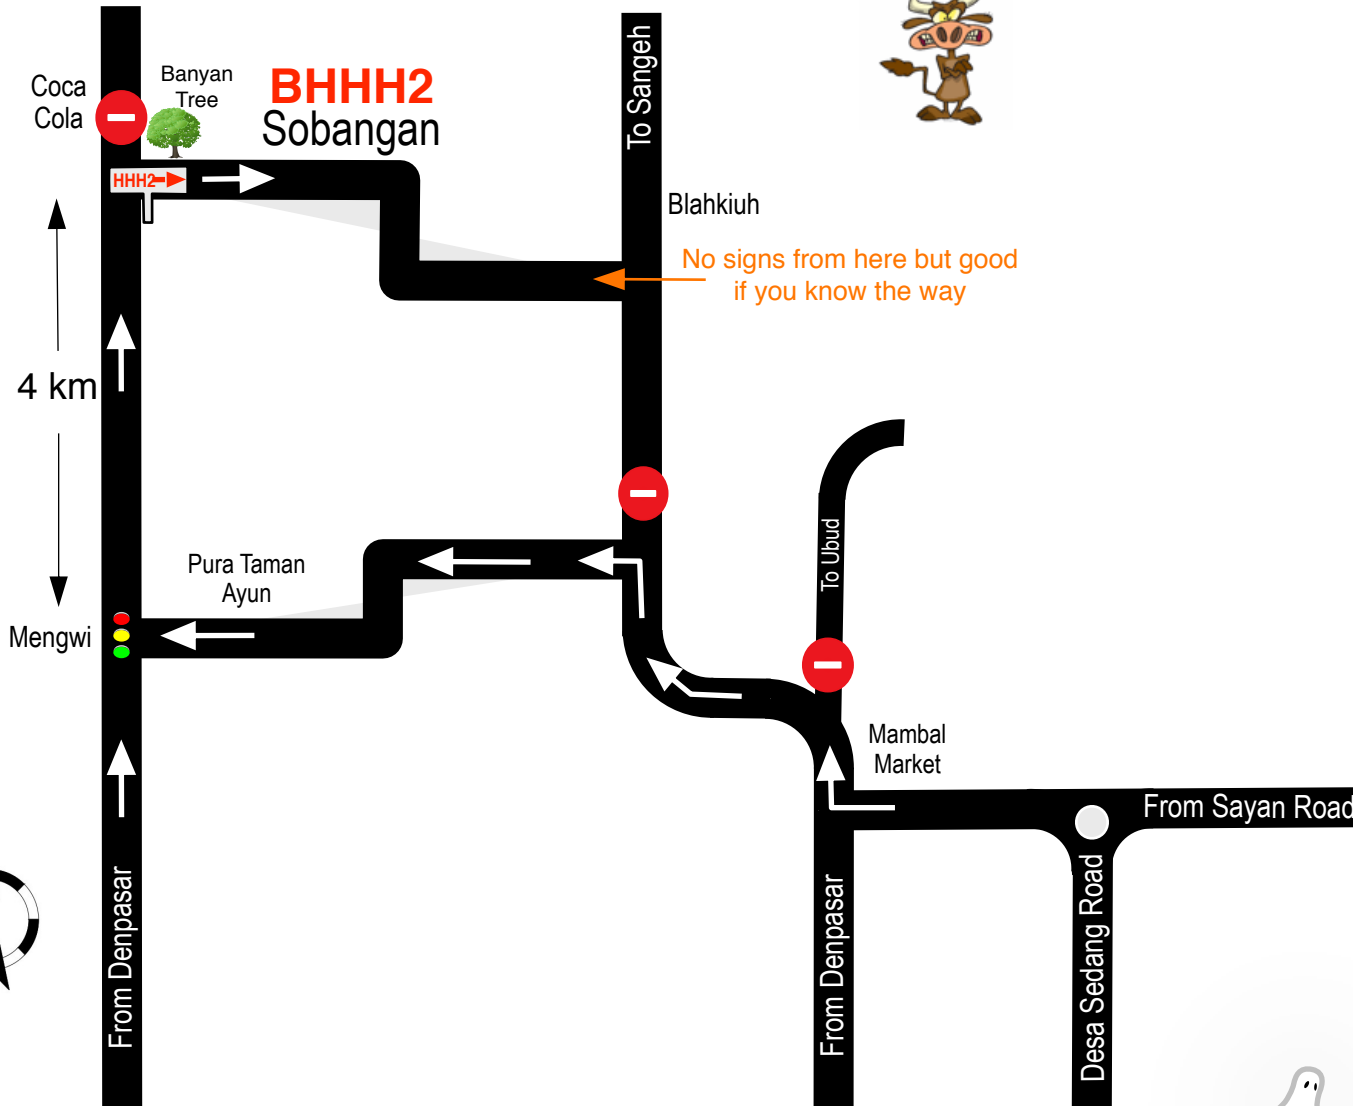 Coca
Cola
Banyan
Tree
BHHH2
Sobangan
HHH2
To Sangeh
Blahkiuh
No signs from here but good
if you know the way
4 km
Pura Taman
Ayun
Mengwi
To Ubud
Mambal
Market
From Sayan Road
From Denpasar
From Denpasar
Desa Sedang Road